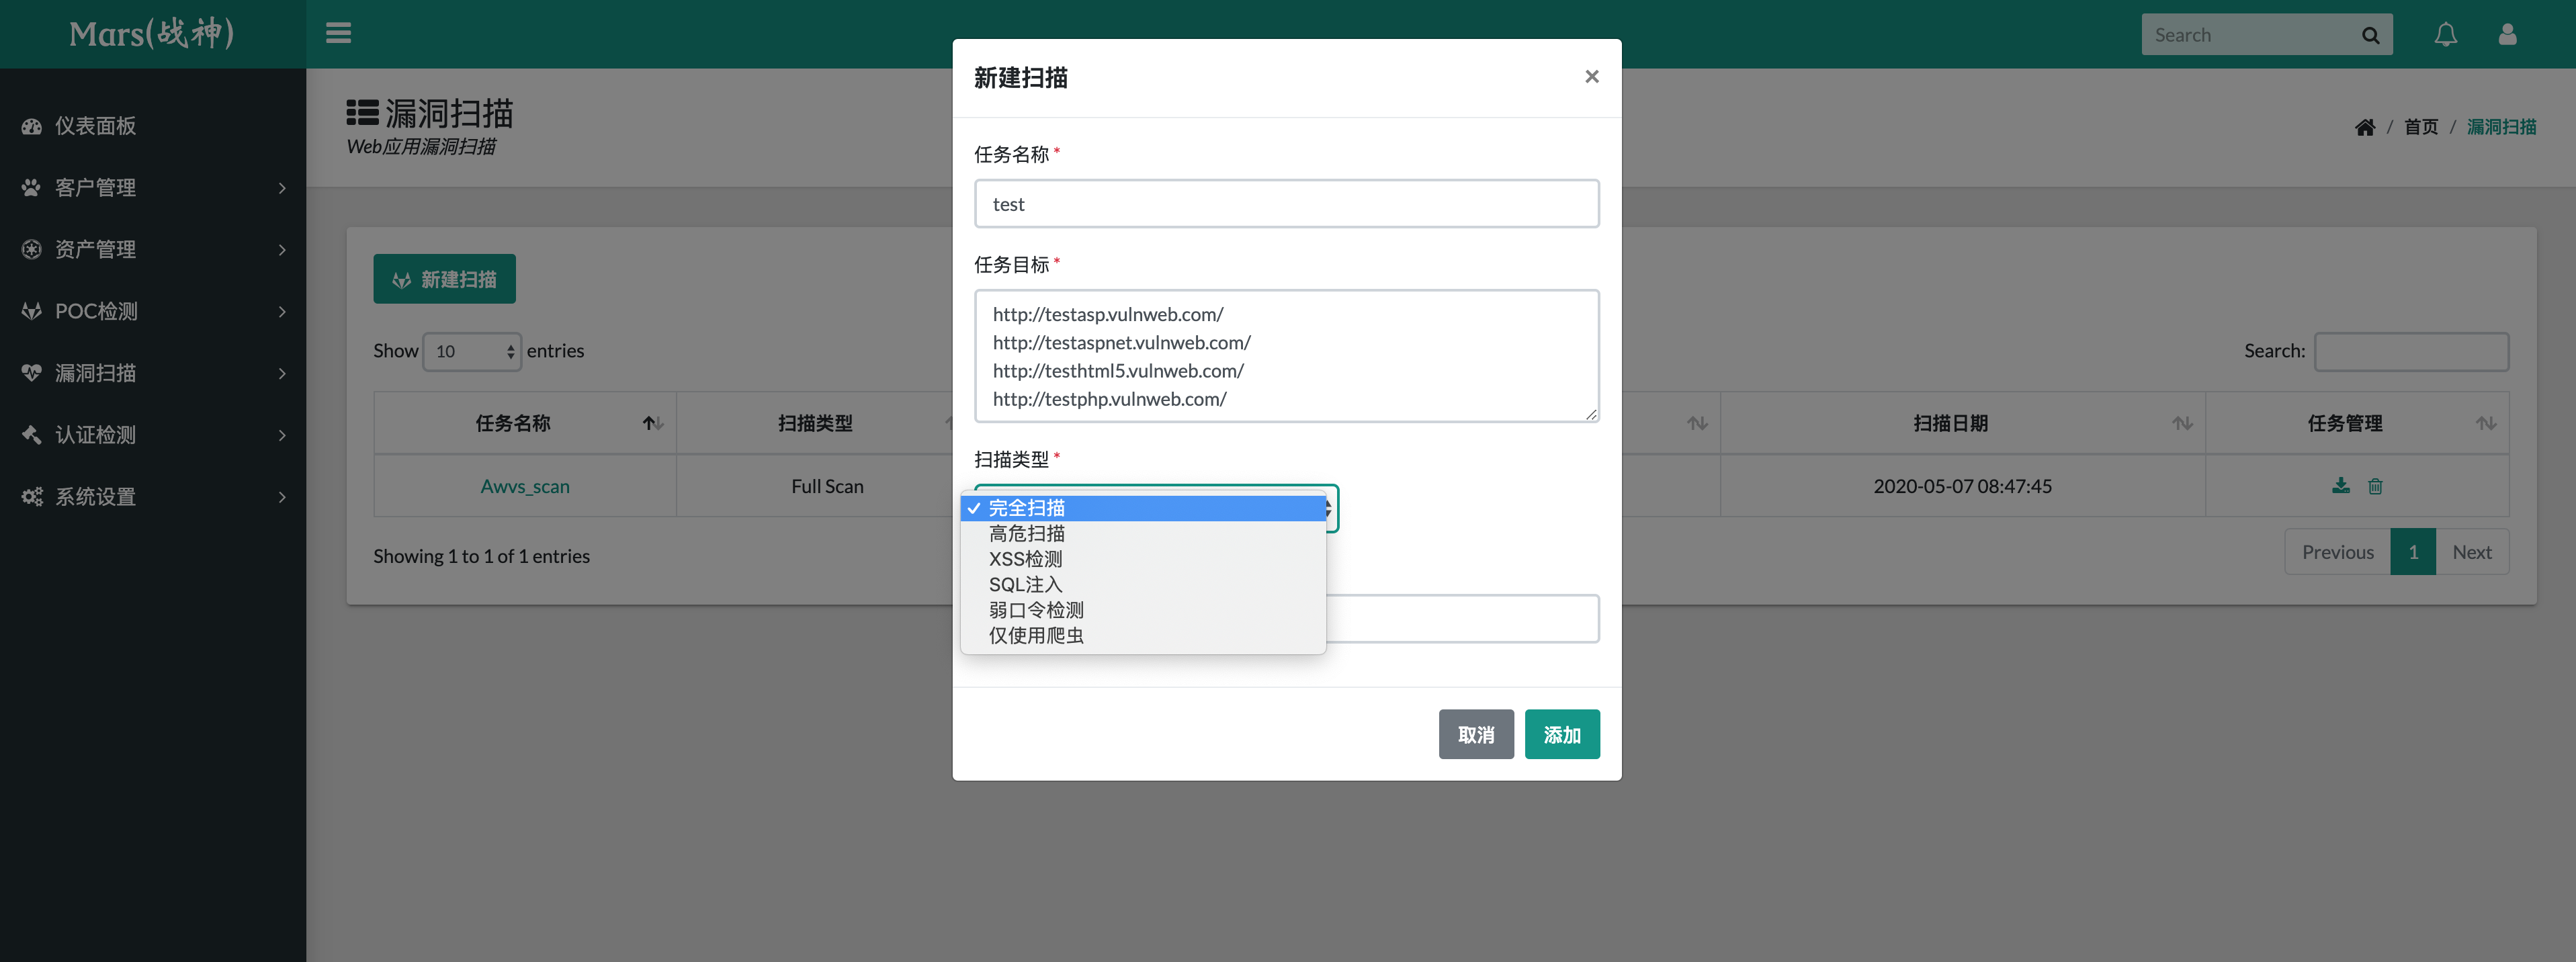 Mars(战神)
Search
仪表面板
客户管理
资产管理
POC检测
漏洞扫描
认证检测
系统设置
漏洞扫描
Web应用漏洞扫描
/ 首页 / 漏洞扫描
新建扫描
Show 10 entries
Search:
任务名称
扫描类型
扫描日期
任务管理
Awvs_scan
Full Scan
2020-05-07 08:47:45
Showing 1 to 1 of 1 entries
Previous 1 Next
新建扫描
×
任务名称 *
test
任务目标 *
http://testasp.vulnweb.com/
http://testaspnet.vulnweb.com/
http://testhtml5.vulnweb.com/
http://testphp.vulnweb.com/
扫描类型 *
✓ 完全扫描
高危扫描
XSS检测
SQL注入
弱口令检测
仅使用爬虫
取消
添加